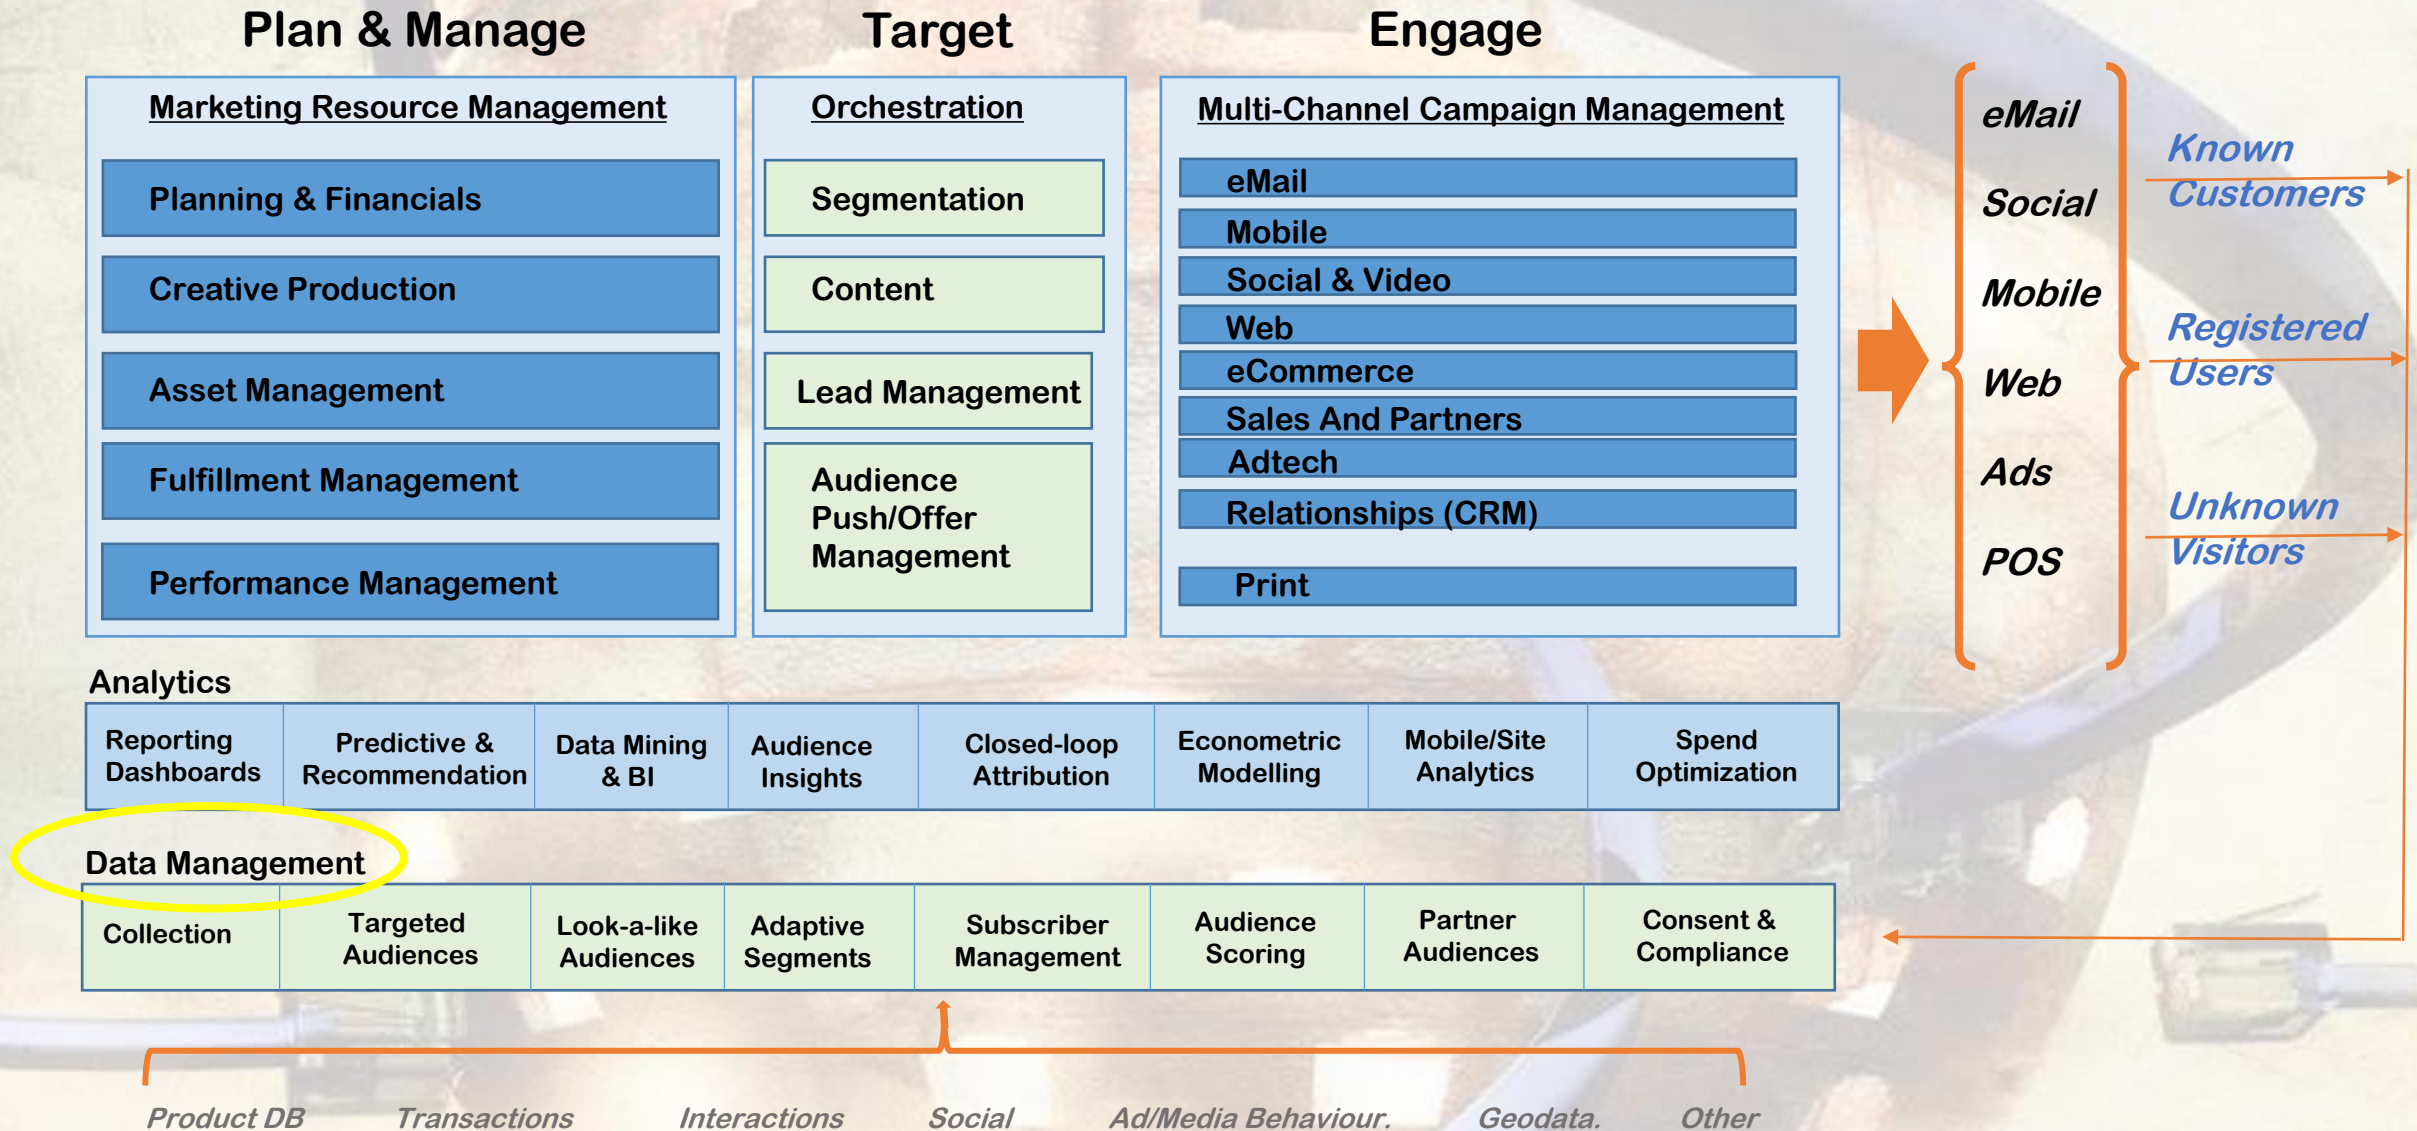 Plan & Manage
Target
Engage
Marketing Resource Management
Planning & Financials
Creative Production
Asset Management
Fulfillment Management
Performance Management
Orchestration
Segmentation
Content
Lead Management
Audience
Push/Offer
Management
Multi-Channel Campaign Management
eMail
Mobile
Social & Video
Web
eCommerce
Sales And Partners
Adtech
Relationships (CRM)
Print
eMail
Social
Mobile
Web
Ads
POS
Known
Customers
Registered
Users
Unknown
Visitors
Analytics
Reporting
Dashboards
Predictive &
Recommendation
Data Mining
& BI
Audience
Insights
Closed-loop
Attribution
Econometric
Modelling
Mobile/Site
Analytics
Spend
Optimization
Data Management
Collection
Targeted
Audiences
Look-a-like
Audiences
Adaptive
Segments
Subscriber
Management
Audience
Scoring
Partner
Audiences
Consent &
Compliance
Product DB
Transactions
Interactions
Social
Ad/Media Behaviour.
Geodata.
Other